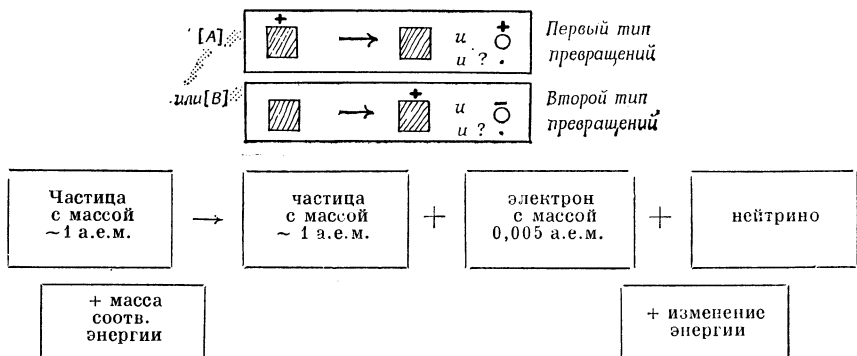 [A] + → и + Первый тип
и ? превращений
или [B] → + и − Второй тип
и ? превращений
Частица
с массой
~1 а.е.м.
→
частица
с массой
~ 1 а.е.м.
+
электрон
с массой
0,005 а.е.м.
+
нейтрино
+ масса
соотв.
энергии
+ изменение
энергии